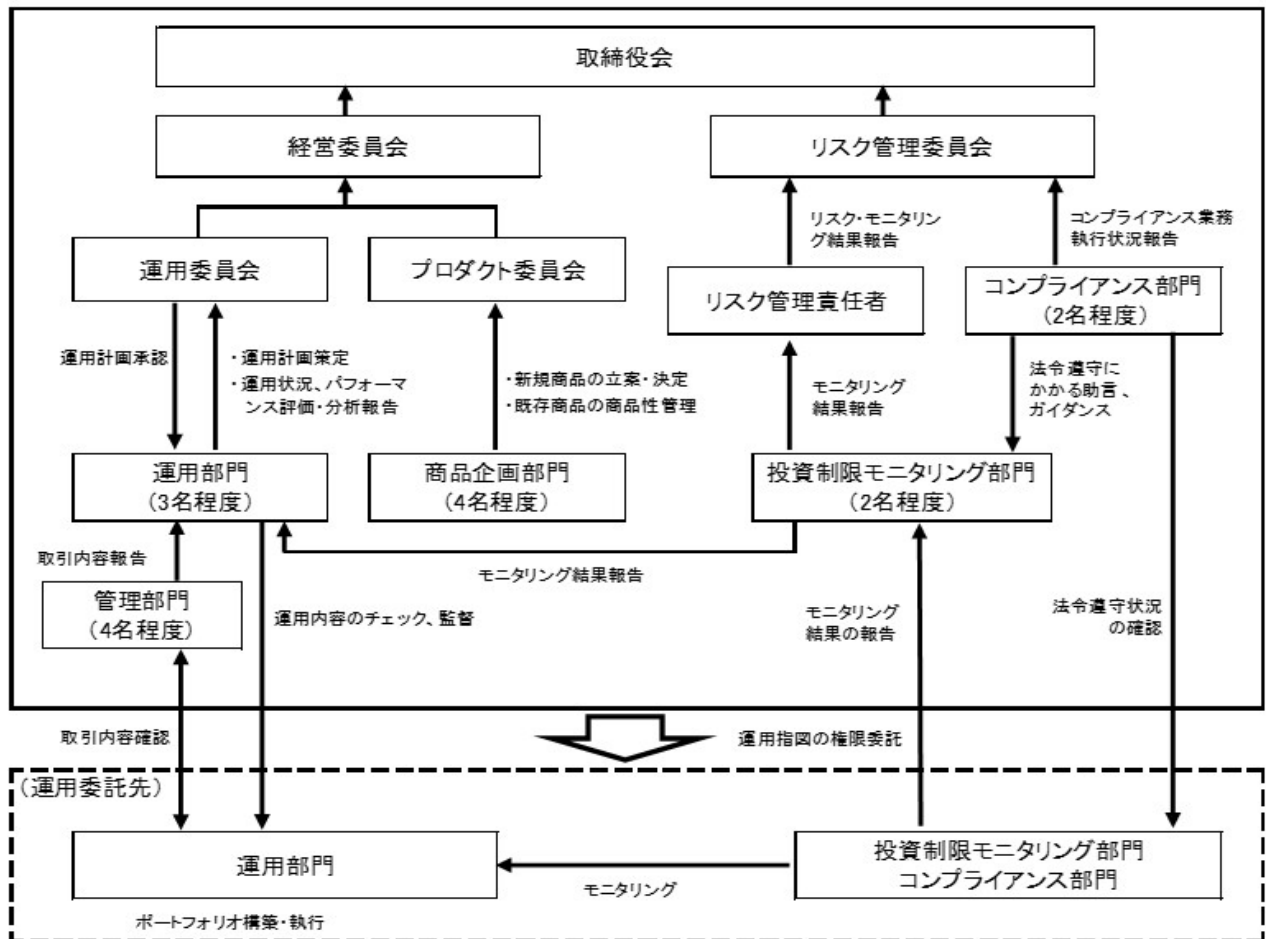 取締役会
経営委員会
リスク管理委員会
リスク・モニタリン
グ結果報告
コンプライアンス業務
執行状況報告
運用委員会
プロダクト委員会
リスク管理責任者
コンプライアンス部門
(2名程度)
運用計画承認
・運用計画策定
・運用状況、パフォーマ
ンス評価・分析報告
・新規商品の立案・決定
・既存商品の商品性管理
モニタリング
結果報告
法令遵守に
かかる助言、
ガイダンス
運用部門
(3名程度)
商品企画部門
(4名程度)
投資制限モニタリング部門
(2名程度)
取引内容報告
モニタリング結果報告
管理部門
(4名程度)
運用内容のチェック、監督
モニタリング
結果の報告
法令遵守状況
の確認
取引内容確認
運用指図の権限委託
(運用委託先)
運用部門
モニタリング
投資制限モニタリング部門
コンプライアンス部門
ポートフォリオ構築・執行